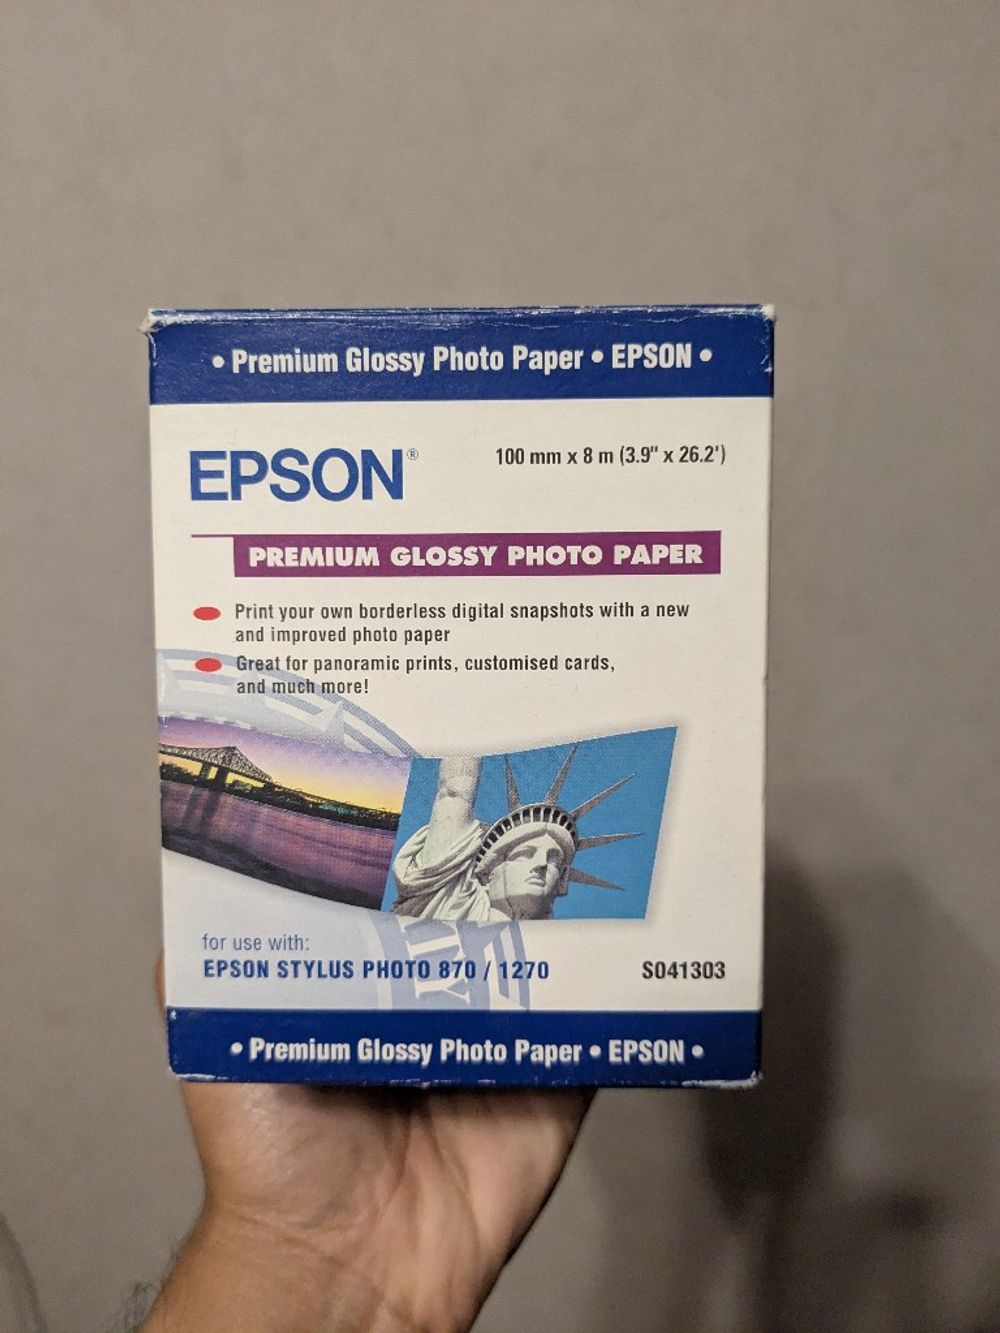 • Premium Glossy Photo Paper • EPSON •
EPSON®
100 mm x 8 m (3.9" x 26.2')
PREMIUM GLOSSY PHOTO PAPER
Print your own borderless digital snapshots with a new
and improved photo paper
Great for panoramic prints, customised cards,
and much more!
for use with:
EPSON STYLUS PHOTO 870 / 1270
S041303
• Premium Glossy Photo Paper • EPSON •